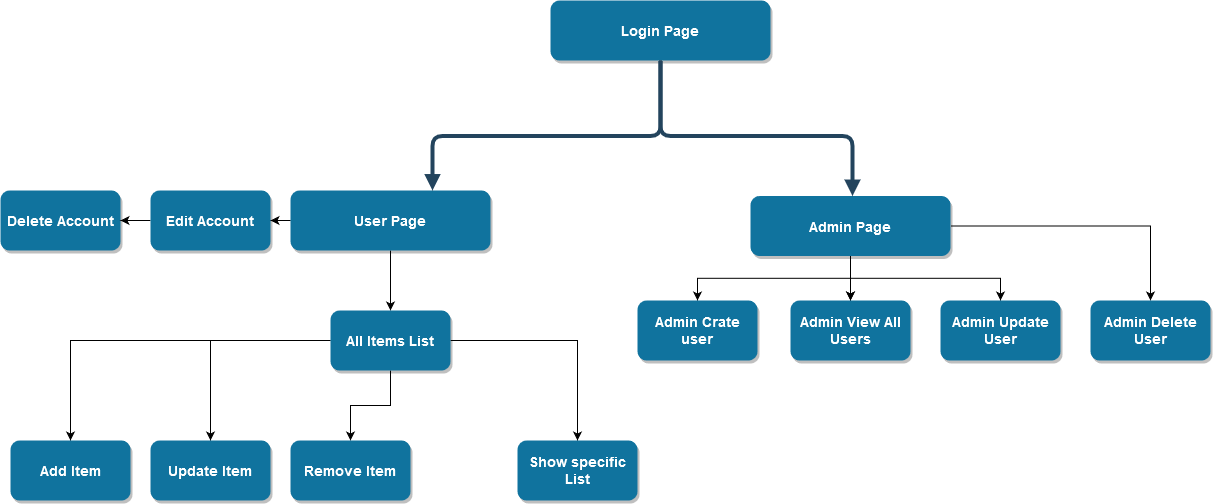 Login Page
Delete Account
Edit Account
User Page
Admin Page
Admin Crate
user
Admin View All
Users
Admin Update
User
Admin Delete
User
All Items List
Add Item
Update Item
Remove Item
Show specific
List